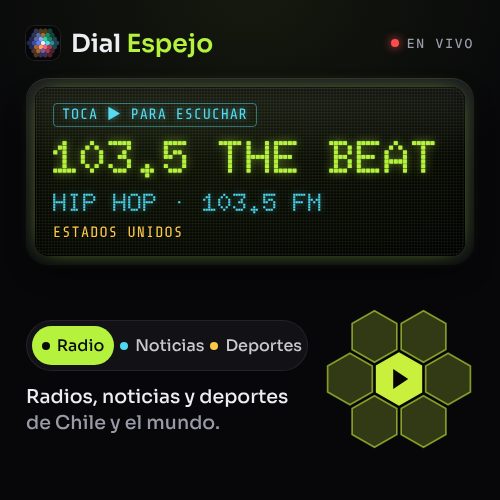 Dial Espejo
EN VIVO
TOCA ▶ PARA ESCUCHAR
103.5 THE BEAT
HIP HOP · 103.5 FM
ESTADOS UNIDOS
Radio Noticias Deportes
Radios, noticias y deportes
de Chile y el mundo.